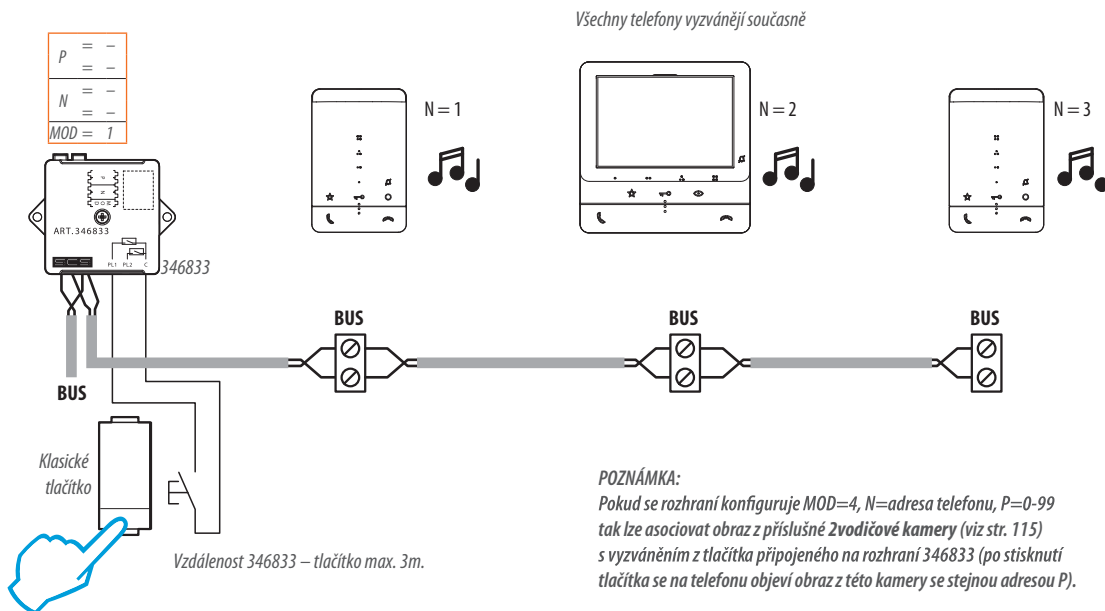 Všechny telefony vyzvánějí současně
P = –
= –
N = –
= –
MOD = 1
N = 1
N = 2
N = 3
P
N
MOD
ART.346833
SCS
PL1 PL2 C
346833
BUS
BUS
BUS
BUS
Klasické
tlačítko
Vzdálenost 346833 – tlačítko max. 3m.
POZNÁMKA:
Pokud se rozhraní konfiguruje MOD=4, N=adresa telefonu, P=0-99
tak lze asociovat obraz z příslušné 2vodičové kamery (viz str. 115)
s vyzváněním z tlačítka připojeného na rozhraní 346833 (po stisknutí
tlačítka se na telefonu objeví obraz z této kamery se stejnou adresou P).